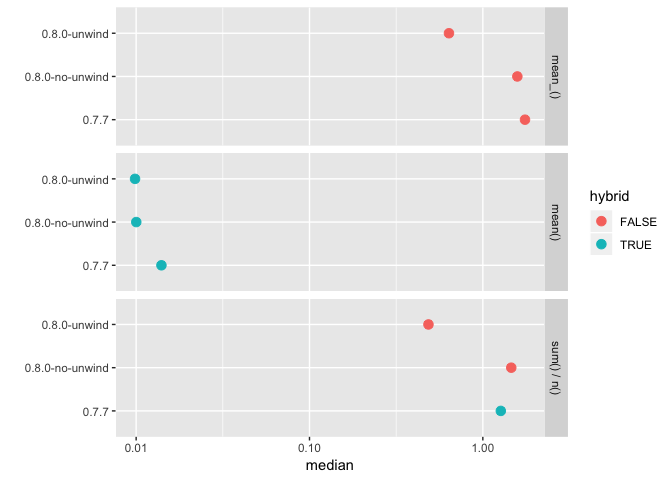 0.8.0-unwind
0.8.0-no-unwind
0.7.7
mean_()
0.8.0-unwind
0.8.0-no-unwind
0.7.7
mean()
0.8.0-unwind
0.8.0-no-unwind
0.7.7
sum() / n()
0.01 0.10 1.00
median
hybrid
FALSE
TRUE